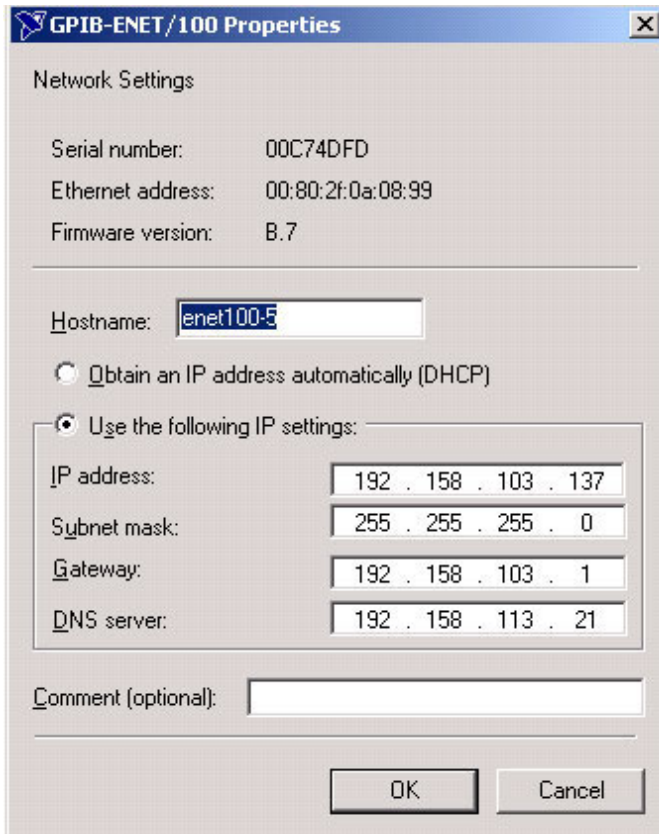 GPIB-ENET/100 Properties
Network Settings
Serial number: 00C74DFD
Ethernet address: 00:80:2f:0a:08:99
Firmware version: B.7
Hostname: enet100-5
Obtain an IP address automatically (DHCP)
Use the following IP settings:
IP address: 192 . 158 . 103 . 137
Subnet mask: 255 . 255 . 255 . 0
Gateway: 192 . 158 . 103 . 1
DNS server: 192 . 158 . 113 . 21
Comment (optional):
OK Cancel